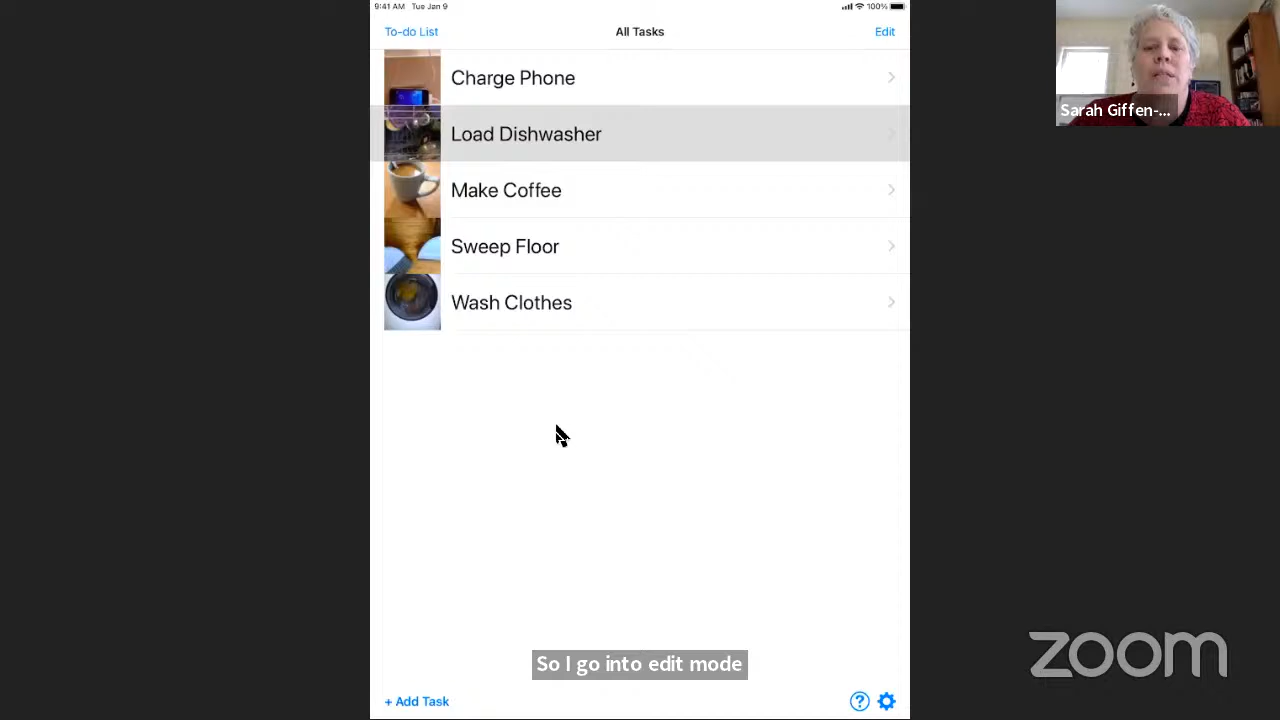 9:41 AM Tue Jan 9
100%
To-do List
All Tasks
Edit
Charge Phone
Load Dishwasher
Make Coffee
Sweep Floor
Wash Clothes
Sarah Giffen-...
So I go into edit mode
+ Add Task
?
zoom